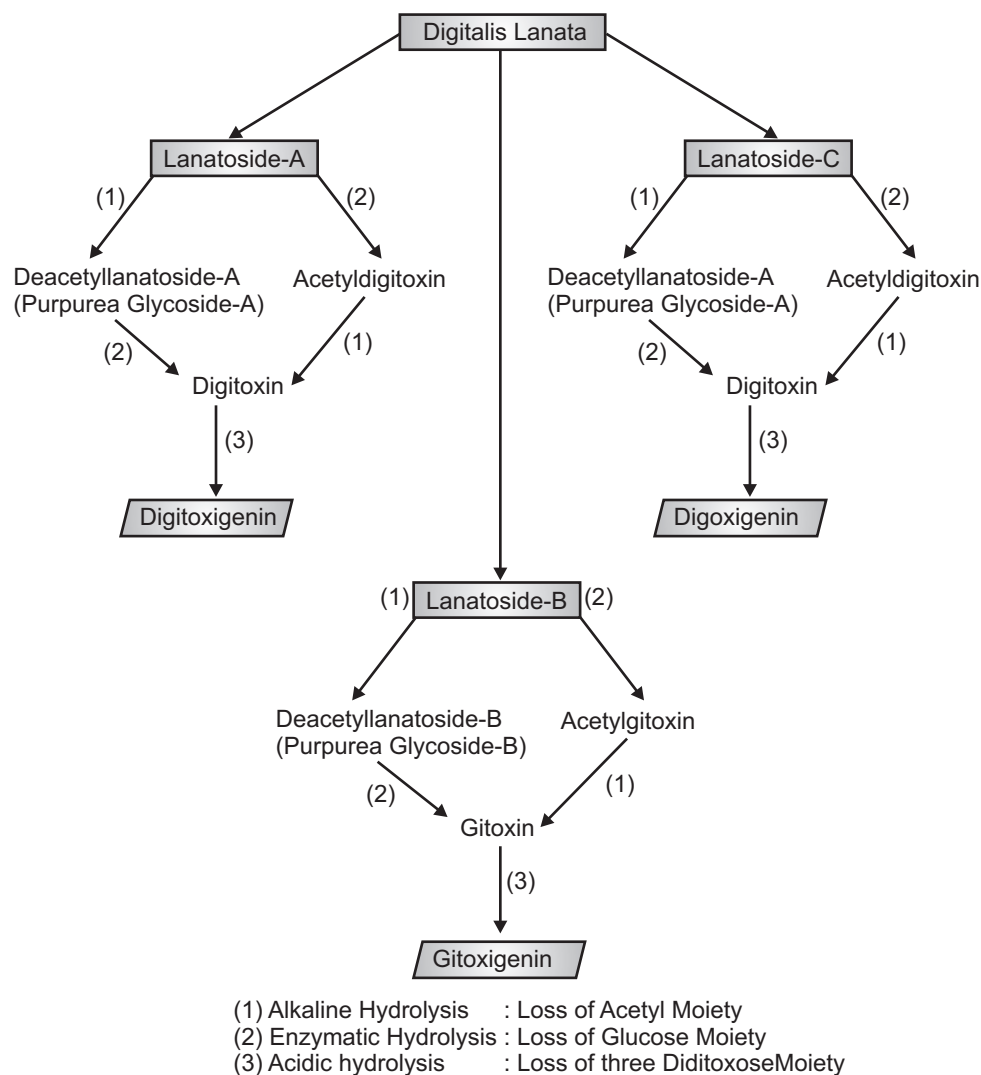 Digitalis Lanata
Lanatoside-A
Lanatoside-C
(1)
(2)
(1)
(2)
Deacetyllanatoside-A
(Purpurea Glycoside-A)
Acetyldigitoxin
Deacetyllanatoside-A
(Purpurea Glycoside-A)
Acetyldigitoxin
(2)
(1)
(2)
(1)
Digitoxin
Digitoxin
(3)
(3)
Digitoxigenin
Digoxigenin
(1) Lanatoside-B (2)
Deacetyllanatoside-B
(Purpurea Glycoside-B)
Acetylgitoxin
(2)
(1)
Gitoxin
(3)
Gitoxigenin
(1) Alkaline Hydrolysis : Loss of Acetyl Moiety
(2) Enzymatic Hydrolysis : Loss of Glucose Moiety
(3) Acidic hydrolysis : Loss of three DiditoxoseMoiety